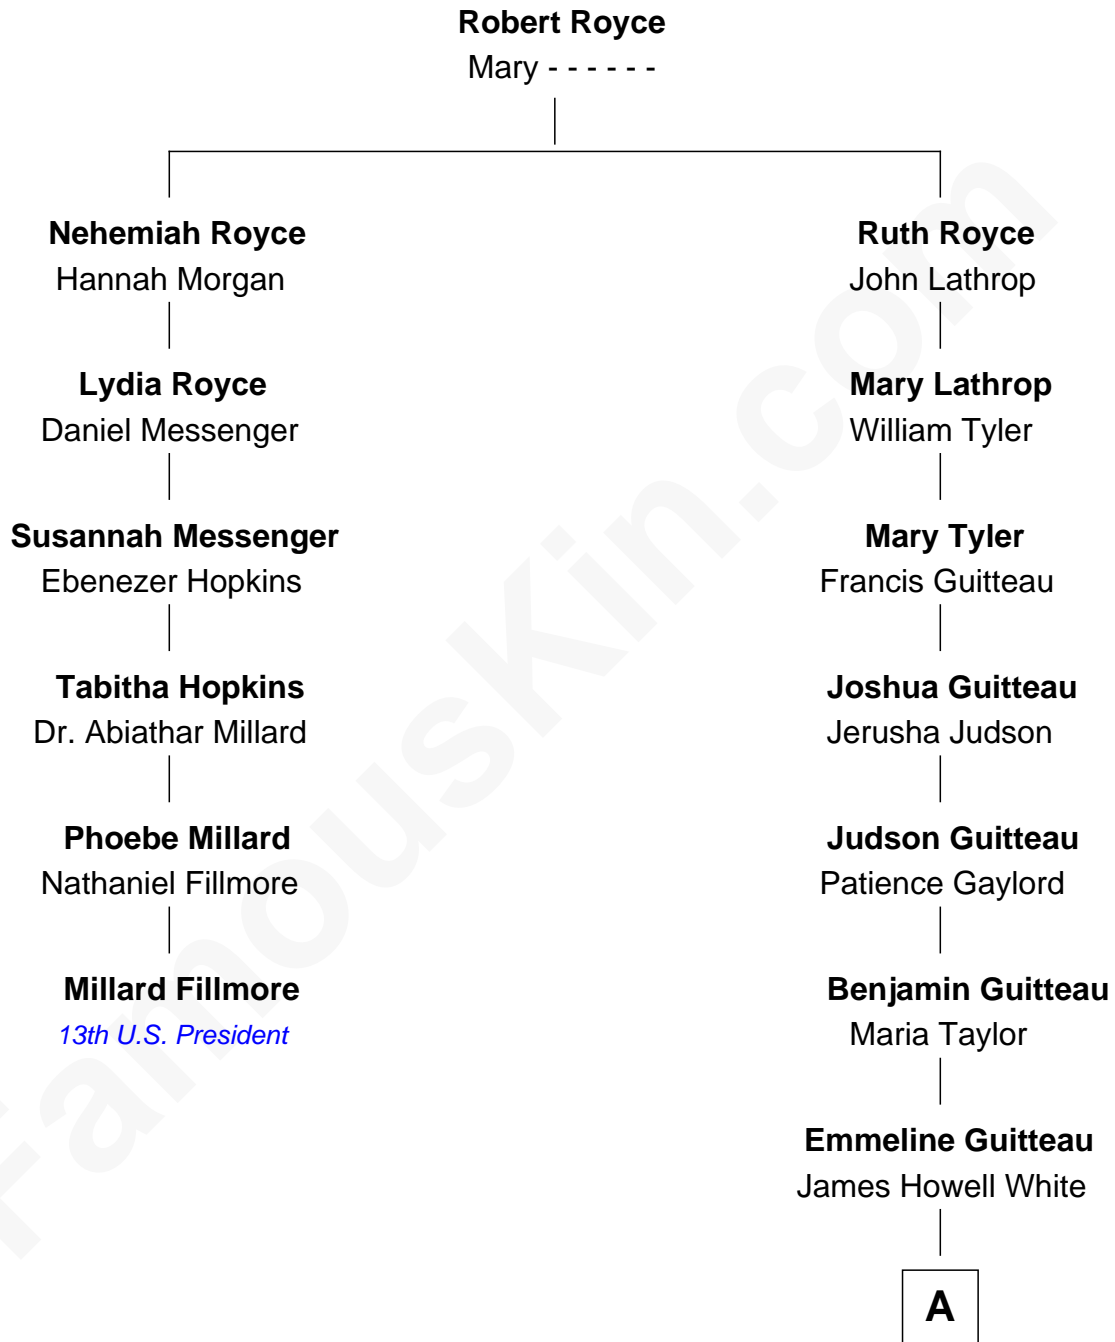 Robert Royce
Mary - - - - - -
Nehemiah Royce
Hannah Morgan
Ruth Royce
John Lathrop
Lydia Royce
Daniel Messenger
Mary Lathrop
William Tyler
Susannah Messenger
Ebenezer Hopkins
Mary Tyler
Francis Guitteau
Tabitha Hopkins
Dr. Abiathar Millard
Joshua Guitteau
Jerusha Judson
Phoebe Millard
Nathaniel Fillmore
Judson Guitteau
Patience Gaylord
Millard Fillmore
13th U.S. President
Benjamin Guitteau
Maria Taylor
Emmeline Guitteau
James Howell White
A
FamousKin.com